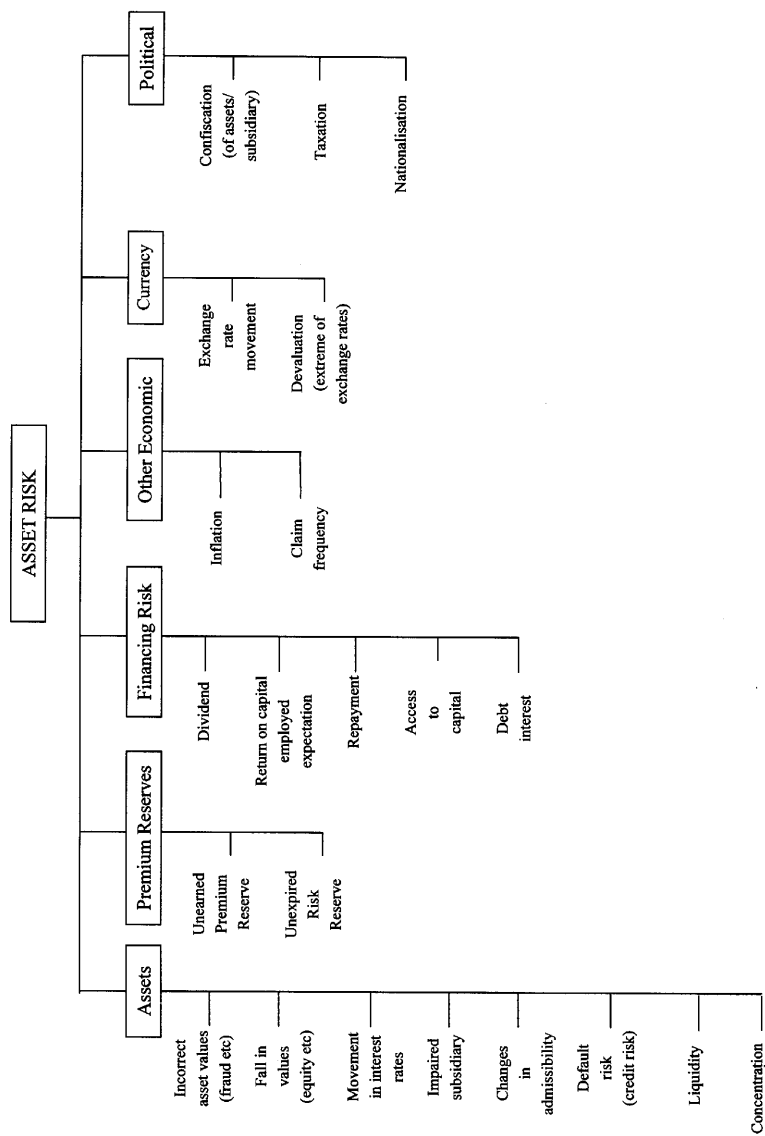 ASSET RISK
Assets
Incorrect
asset values
(fraud etc)
Fall in
values
(equity etc)
Movement
in interest
rates
Impaired
subsidiary
Changes
in
admissibility
Default
risk
(credit risk)
Liquidity
Concentration
Premium Reserves
Unearned
Premium
Reserve
Unexpired
Risk
Reserve
Financing Risk
Dividend
Return on capital
employed
expectation
Repayment
Access
to
capital
Debt
interest
Other Economic
Inflation
Claim
frequency
Currency
Exchange
rate
movement
Devaluation
(extreme of
exchange rates)
Political
Confiscation
(of assets/
subsidiary)
Taxation
Nationalisation